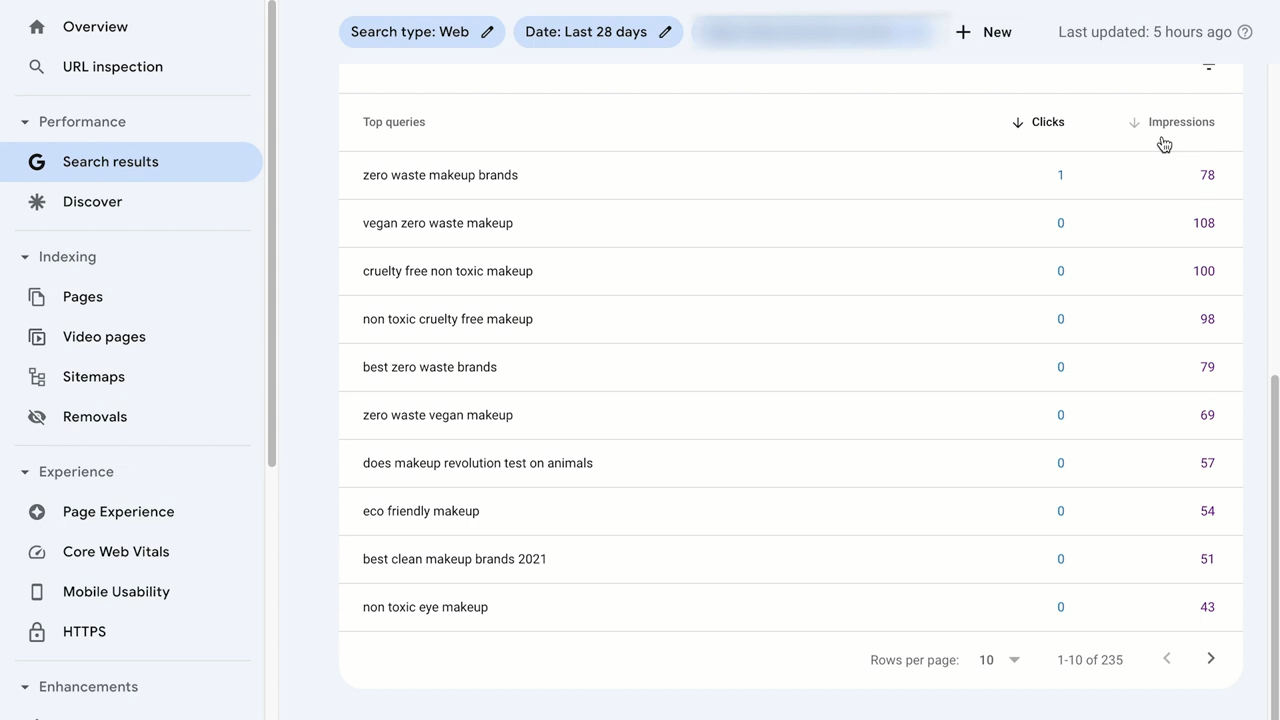 Overview
URL inspection
Performance
Search results
Discover
Indexing
Pages
Video pages
Sitemaps
Removals
Experience
Page Experience
Core Web Vitals
Mobile Usability
HTTPS
Enhancements
Search type: Web
Date: Last 28 days
New
Last updated: 5 hours ago
Top queries Clicks Impressions
zero waste makeup brands 1 78
vegan zero waste makeup 0 108
cruelty free non toxic makeup 0 100
non toxic cruelty free makeup 0 98
best zero waste brands 0 79
zero waste vegan makeup 0 69
does makeup revolution test on animals 0 57
eco friendly makeup 0 54
best clean makeup brands 2021 0 51
non toxic eye makeup 0 43
Rows per page: 10 1-10 of 235